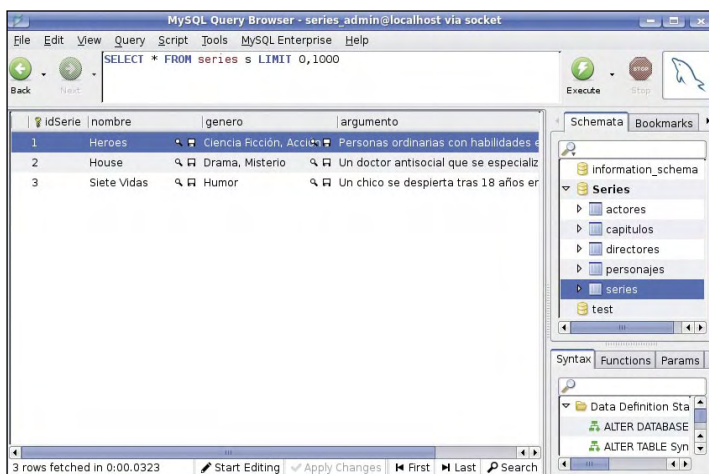 MySQL Query Browser - series_admin@localhost via socket
File Edit View Query Script Tools MySQL Enterprise Help
SELECT * FROM series s LIMIT 0,1000
Back Next Execute Stop
STOP
idSerie nombre genero argumento
1 Heroes Ciencia Ficción, Acción Personas ordinarias con habilidades e
2 House Drama, Misterio Un doctor antisocial que se especializ
3 Siete Vidas Humor Un chico se despierta tras 18 años en
Schemata Bookmarks
information_schema
Series
actores
capitulos
directores
personajes
series
test
Syntax Functions Params
Data Definition Sta
ALTER DATABASE
ALTER TABLE Syn
3 rows fetched in 0:00.0323 Start Editing Apply Changes First Last Search